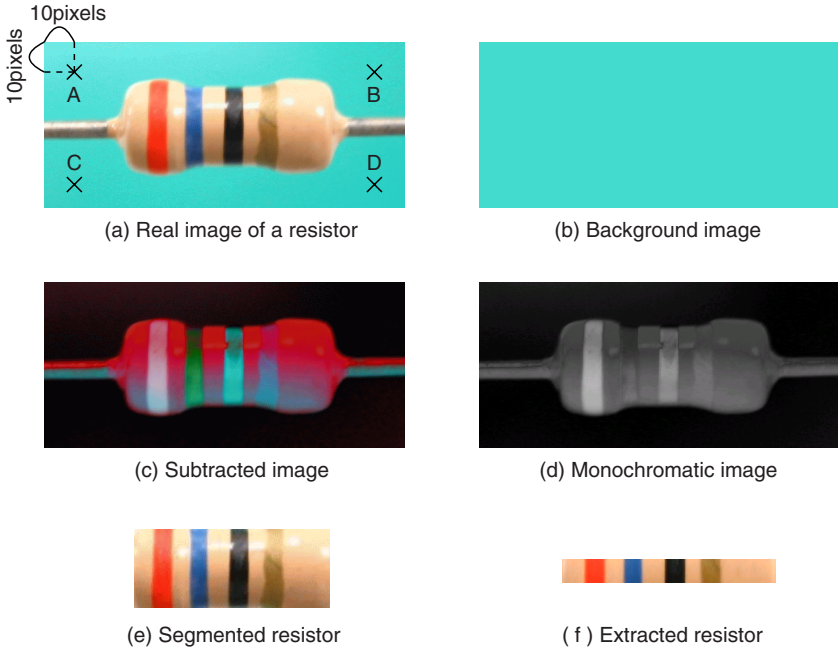 10pixels
10pixels
A
B
C
D
(a) Real image of a resistor
(b) Background image
(c) Subtracted image
(d) Monochromatic image
(e) Segmented resistor
( f ) Extracted resistor